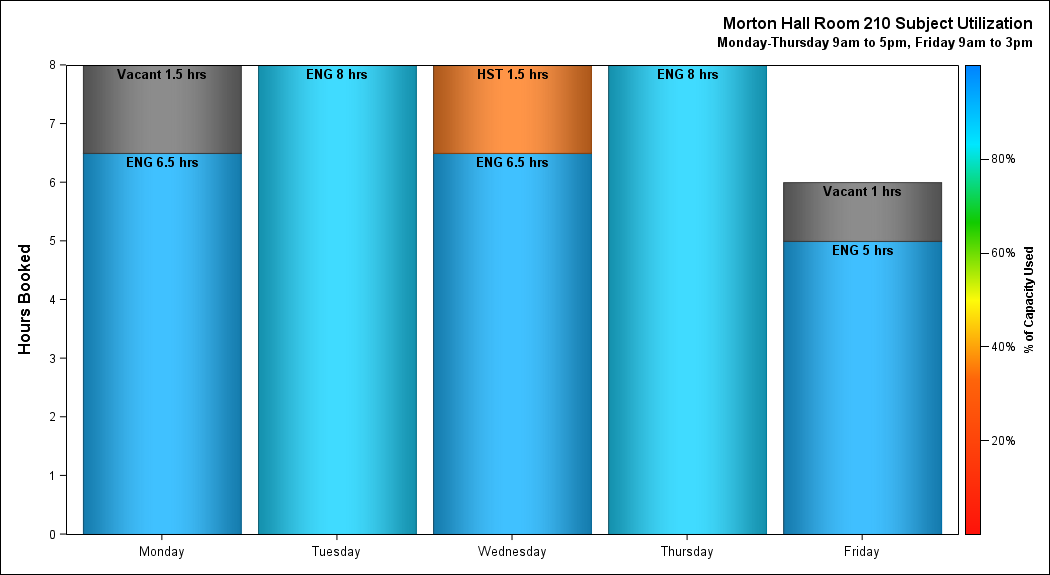 Morton Hall Room 210 Subject Utilization
Monday-Thursday 9am to 5pm, Friday 9am to 3pm
Hours Booked
8
7
6
5
4
3
2
1
0
Vacant 1.5 hrs
ENG 6.5 hrs
ENG 8 hrs
HST 1.5 hrs
ENG 6.5 hrs
ENG 8 hrs
Vacant 1 hrs
ENG 5 hrs
Monday
Tuesday
Wednesday
Thursday
Friday
80%
60%
40%
20%
% of Capacity Used